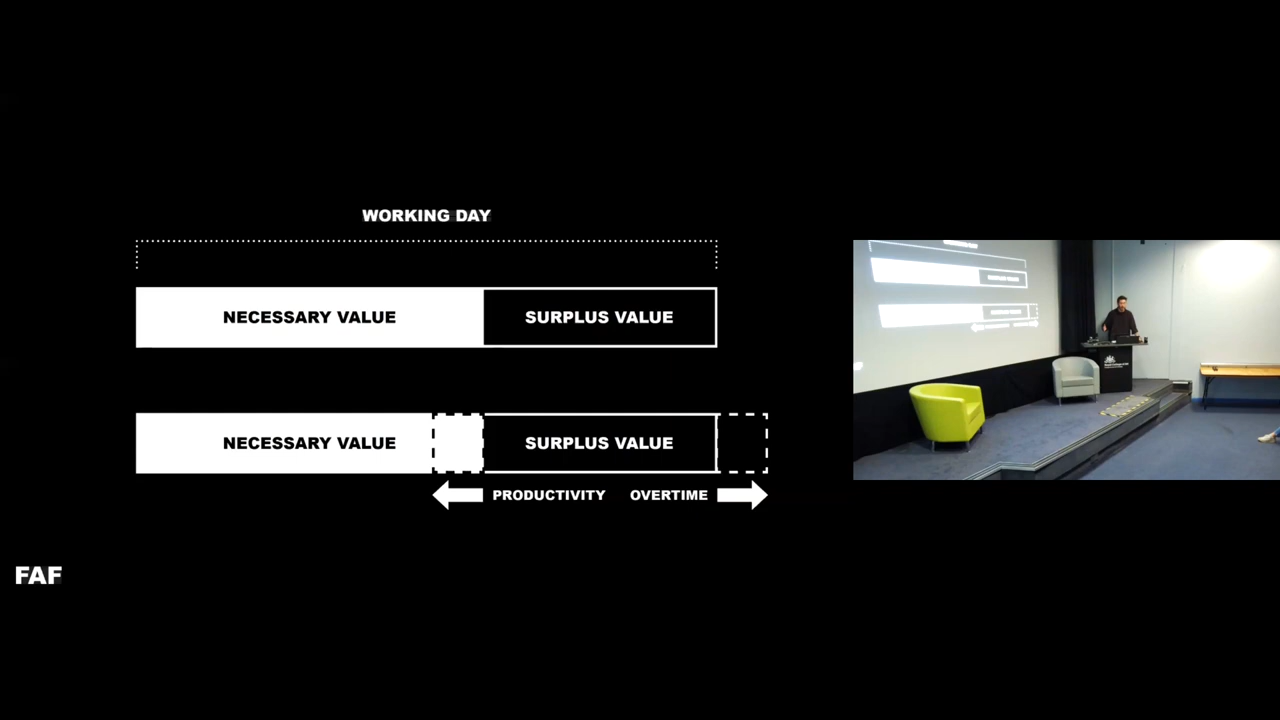 WORKING DAY
NECESSARY VALUE
SURPLUS VALUE
NECESSARY VALUE
SURPLUS VALUE
PRODUCTIVITY
OVERTIME
FAF